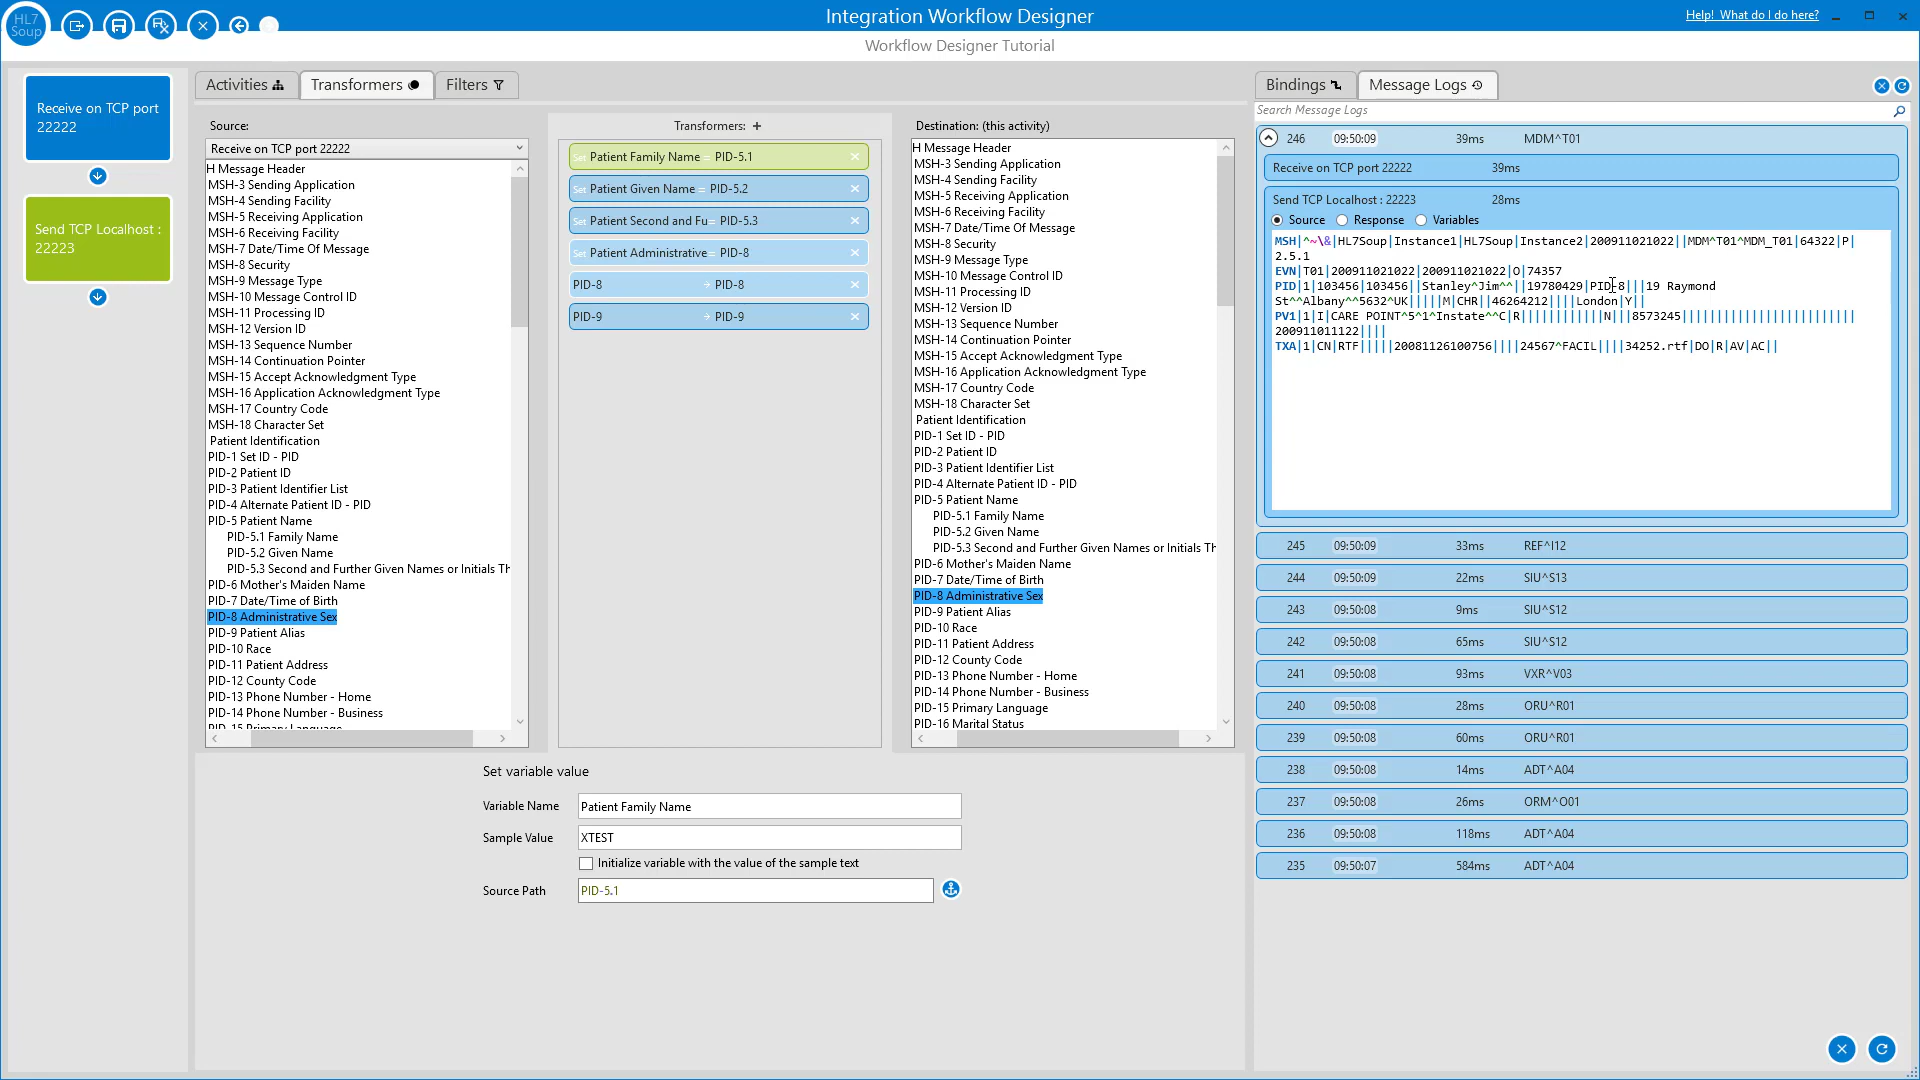 HL7
Soup
Integration Workflow Designer
Help! What do I do here?
Workflow Designer Tutorial
Receive on TCP port
22222
Send TCP Localhost :
22223
Activities
Transformers
Filters
Source:
Receive on TCP port 22222
H Message Header
MSH-3 Sending Application
MSH-4 Sending Facility
MSH-5 Receiving Application
MSH-6 Receiving Facility
MSH-7 Date/Time Of Message
MSH-8 Security
MSH-9 Message Type
MSH-10 Message Control ID
MSH-11 Processing ID
MSH-12 Version ID
MSH-13 Sequence Number
MSH-14 Continuation Pointer
MSH-15 Accept Acknowledgment Type
MSH-16 Application Acknowledgment Type
MSH-17 Country Code
MSH-18 Character Set
Patient Identification
PID-1 Set ID - PID
PID-2 Patient ID
PID-3 Patient Identifier List
PID-4 Alternate Patient ID - PID
PID-5 Patient Name
PID-5.1 Family Name
PID-5.2 Given Name
PID-5.3 Second and Further Given Names or Initials Th
PID-6 Mother's Maiden Name
PID-7 Date/Time of Birth
PID-8 Administrative Sex
PID-9 Patient Alias
PID-10 Race
PID-11 Patient Address
PID-12 County Code
PID-13 Phone Number - Home
PID-14 Phone Number - Business
PID-15 Primary Language
Transformers: +
Set Patient Family Name = PID-5.1
Set Patient Given Name = PID-5.2
Set Patient Second and Fu= PID-5.3
Set Patient Administrative= PID-8
PID-8 → PID-8
PID-9 → PID-9
Destination: (this activity)
H Message Header
MSH-3 Sending Application
MSH-4 Sending Facility
MSH-5 Receiving Application
MSH-6 Receiving Facility
MSH-7 Date/Time Of Message
MSH-8 Security
MSH-9 Message Type
MSH-10 Message Control ID
MSH-11 Processing ID
MSH-12 Version ID
MSH-13 Sequence Number
MSH-14 Continuation Pointer
MSH-15 Accept Acknowledgment Type
MSH-16 Application Acknowledgment Type
MSH-17 Country Code
MSH-18 Character Set
Patient Identification
PID-1 Set ID - PID
PID-2 Patient ID
PID-3 Patient Identifier List
PID-4 Alternate Patient ID - PID
PID-5 Patient Name
PID-5.1 Family Name
PID-5.2 Given Name
PID-5.3 Second and Further Given Names or Initials Th
PID-6 Mother's Maiden Name
PID-7 Date/Time of Birth
PID-8 Administrative Sex
PID-9 Patient Alias
PID-10 Race
PID-11 Patient Address
PID-12 County Code
PID-13 Phone Number - Home
PID-14 Phone Number - Business
PID-15 Primary Language
PID-16 Marital Status
Set variable value
Variable Name Patient Family Name
Sample Value XTEST
Initialize variable with the value of the sample text
Source Path PID-5.1
Bindings
Message Logs
Search Message Logs
246 09:50:09 39ms MDM^T01
Receive on TCP port 22222 39ms
Send TCP Localhost : 22223 28ms
Source Response Variables
MSH|^~\&|HL7Soup|Instance1|HL7Soup|Instance2|200911021022||MDM^T01^MDM_T01|64322|P|
2.5.1
EVN|T01|200911021022|200911021022|O|74357
PID|1|103456|103456||Stanley^Jim^^||19780429|PID-8|||19 Raymond
St^^Albany^^5632^UK|||||M|CHR||46264212||||London|Y||
PV1|1|I|CARE POINT^5^1^Instate^^C|R||||||||||||N|||8573245|||||||||||||||||||||||||
200911011122||||
TXA|1|CN|RTF|||||20081126100756||||24567^FACIL||||34252.rtf|DO|R|AV|AC||
245 09:50:09 33ms REF^I12
244 09:50:09 22ms SIU^S13
243 09:50:08 9ms SIU^S12
242 09:50:08 65ms SIU^S12
241 09:50:08 93ms VXR^V03
240 09:50:08 28ms ORU^R01
239 09:50:08 60ms ORU^R01
238 09:50:08 14ms ADT^A04
237 09:50:08 26ms ORM^O01
236 09:50:08 118ms ADT^A04
235 09:50:07 584ms ADT^A04